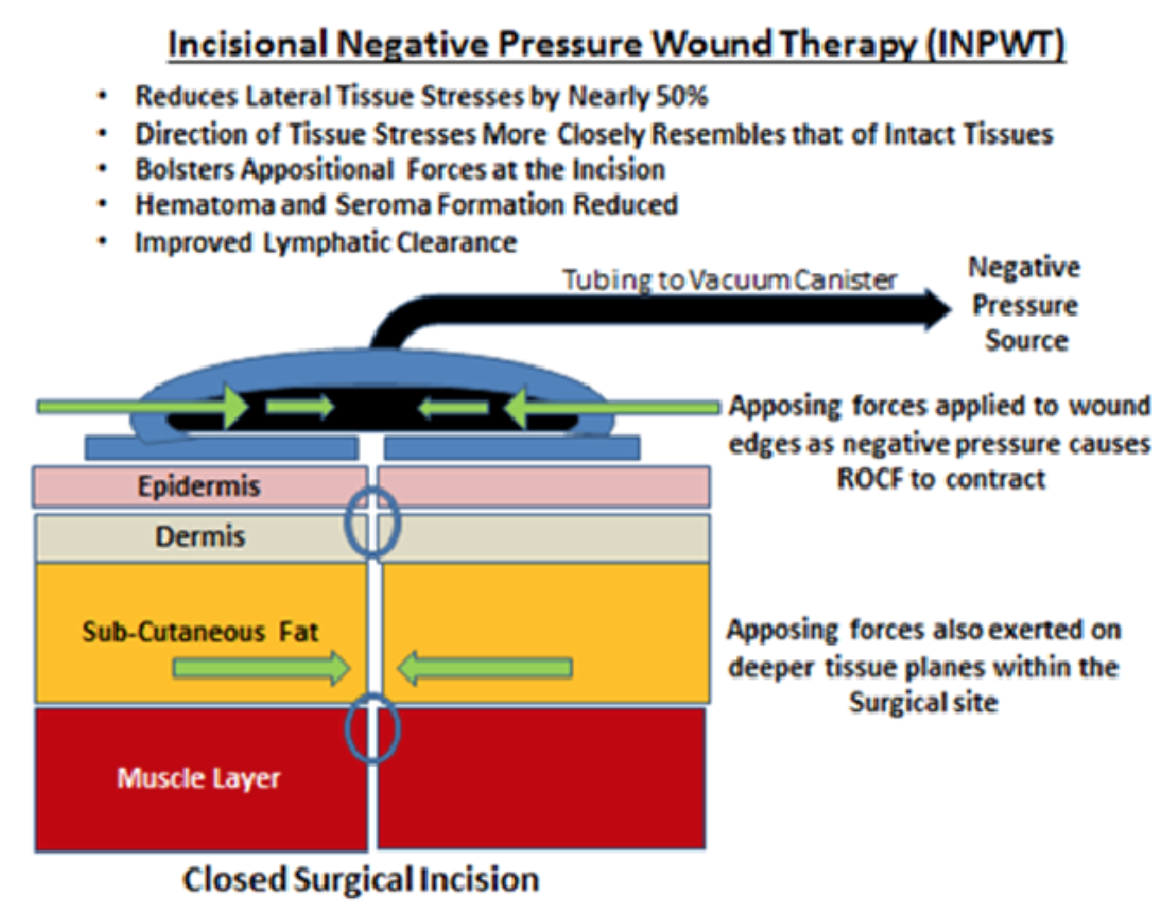 Incisional Negative Pressure Wound Therapy (INPWT)
• Reduces Lateral Tissue Stresses by Nearly 50%
• Direction of Tissue Stresses More Closely Resembles that of Intact Tissues
• Bolsters Appositional Forces at the Incision
• Hematoma and Seroma Formation Reduced
• Improved Lymphatic Clearance
Tubing to Vacuum Canister
Negative
Pressure
Source
Apposing forces applied to wound
edges as negative pressure causes
ROCF to contract
Epidermis
Dermis
Sub-Cutaneous Fat
Apposing forces also exerted on
deeper tissue planes within the
Surgical site
Muscle Layer
Closed Surgical Incision